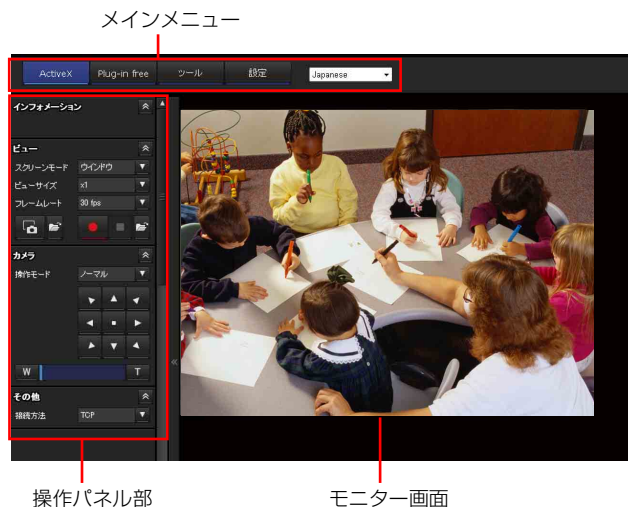 メインメニュー
ActiveX Plug-in free ツール 設定 Japanese
インフォメーション
ビュー
スクリーンモード ウインドウ
ビューサイズ x1
フレームレート 30 fps
カメラ
操作モード ノーマル
W T
その他
接続方法 TCP
操作パネル部 モニター画面